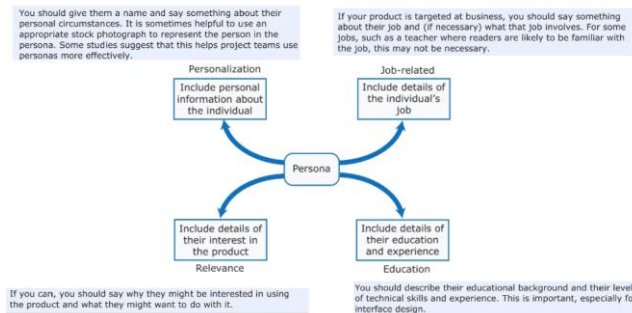 You should give them a name and say something about their
personal circumstances. It is sometimes helpful to use an
appropriate stock photograph to represent the person in the
persona. Some studies suggest that this helps project teams use
personas more effectively.
If your product is targeted at business, you should say something
about their job and (if necessary) what that job involves. For some
jobs, such as a teacher where readers are likely to be familiar with
the job, this may not be necessary.
Personalization
Include personal
information about
the individual
Job-related
Include details of
the individual's
job
Persona
Include details of
their interest in
the product
Relevance
Include details of
their education
and experience
Education
If you can, you should say why they might be interested in using
the product and what they might want to do with it.
You should describe their educational background and their level
of technical skills and experience. This is important, especially fo
interface design.